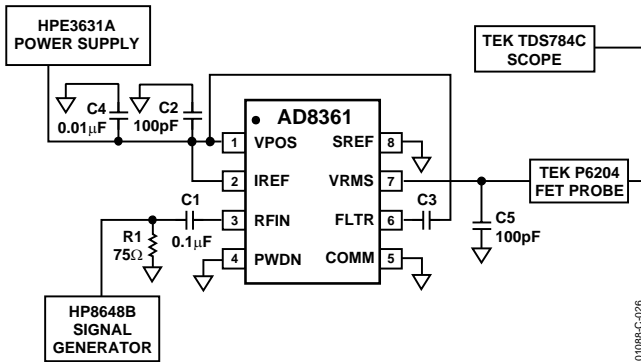 HPE3631A
POWER SUPPLY
TEK TDS784C
SCOPE
C4
0.01μF
C2
100pF
AD8361
1 VPOS
SREF 8
2 IREF
VRMS 7
TEK P6204
FET PROBE
C1
0.1μF
3 RFIN
FLTR 6
C3
C5
100pF
R1
75Ω
4 PWDN
COMM 5
HP8648B
SIGNAL
GENERATOR
01088-C-026